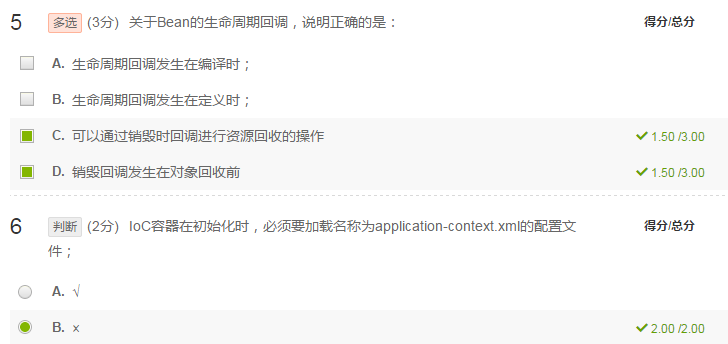 5 多选 (3分) 关于Bean的生命周期回调，说明正确的是： 得分/总分
A. 生命周期回调发生在编译时；
B. 生命周期回调发生在定义时；
C. 可以通过销毁时回调进行资源回收的操作 1.50 /3.00
D. 销毁回调发生在对象回收前 1.50 /3.00
6 判断 (2分) IoC容器在初始化时，必须要加载名称为application-context.xml的配置文 得分/总分
件；
A. √
B. × 2.00 /2.00